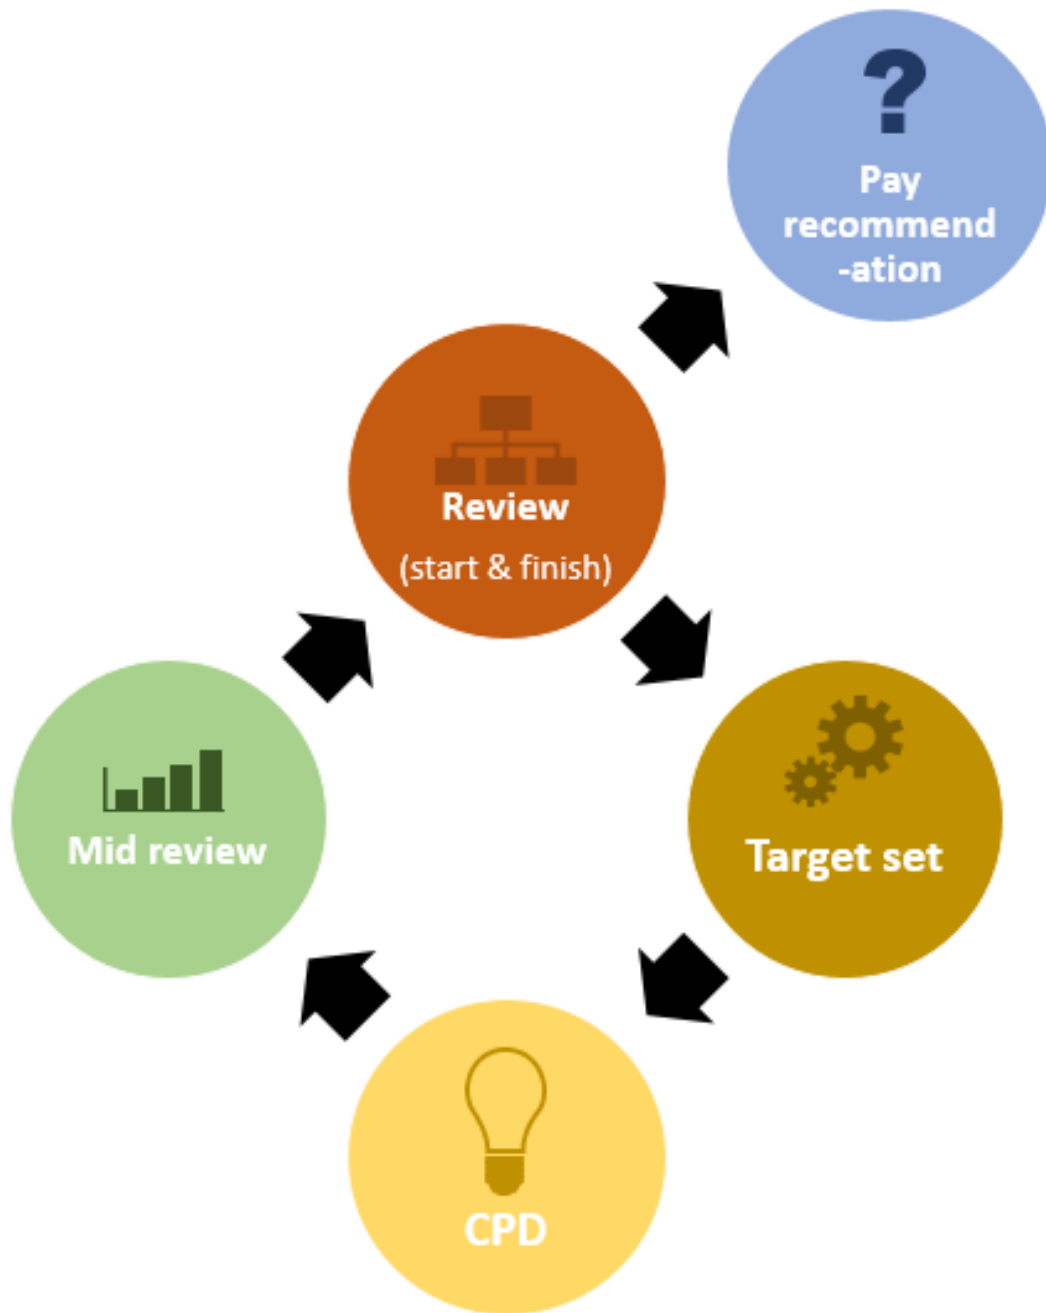 ?
Pay
recommend
-ation
Review
(start & finish)
Target set
Mid review
CPD